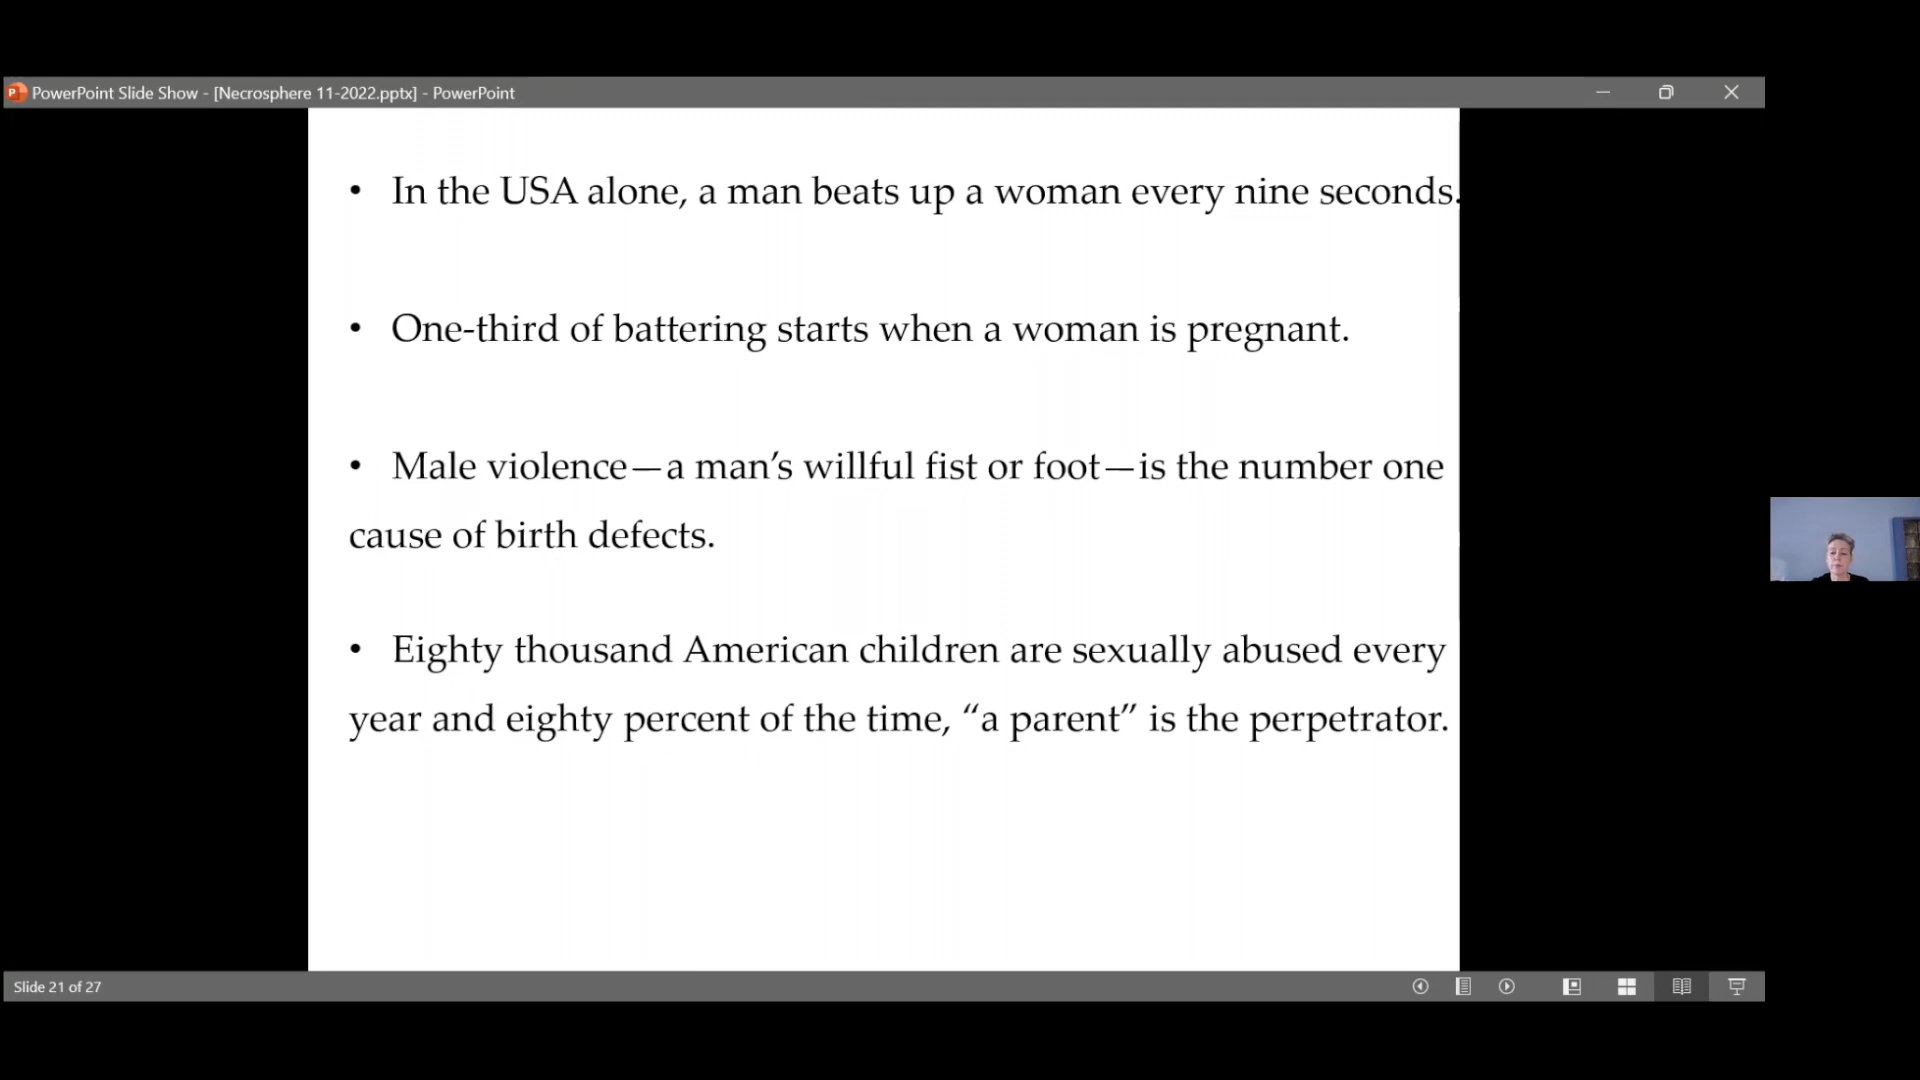 PowerPoint Slide Show - [Necrosphere 11-2022.pptx] - PowerPoint
• In the USA alone, a man beats up a woman every nine seconds.
• One-third of battering starts when a woman is pregnant.
• Male violence—a man’s willful fist or foot—is the number one
cause of birth defects.
• Eighty thousand American children are sexually abused every
year and eighty percent of the time, “a parent” is the perpetrator.
Slide 21 of 27